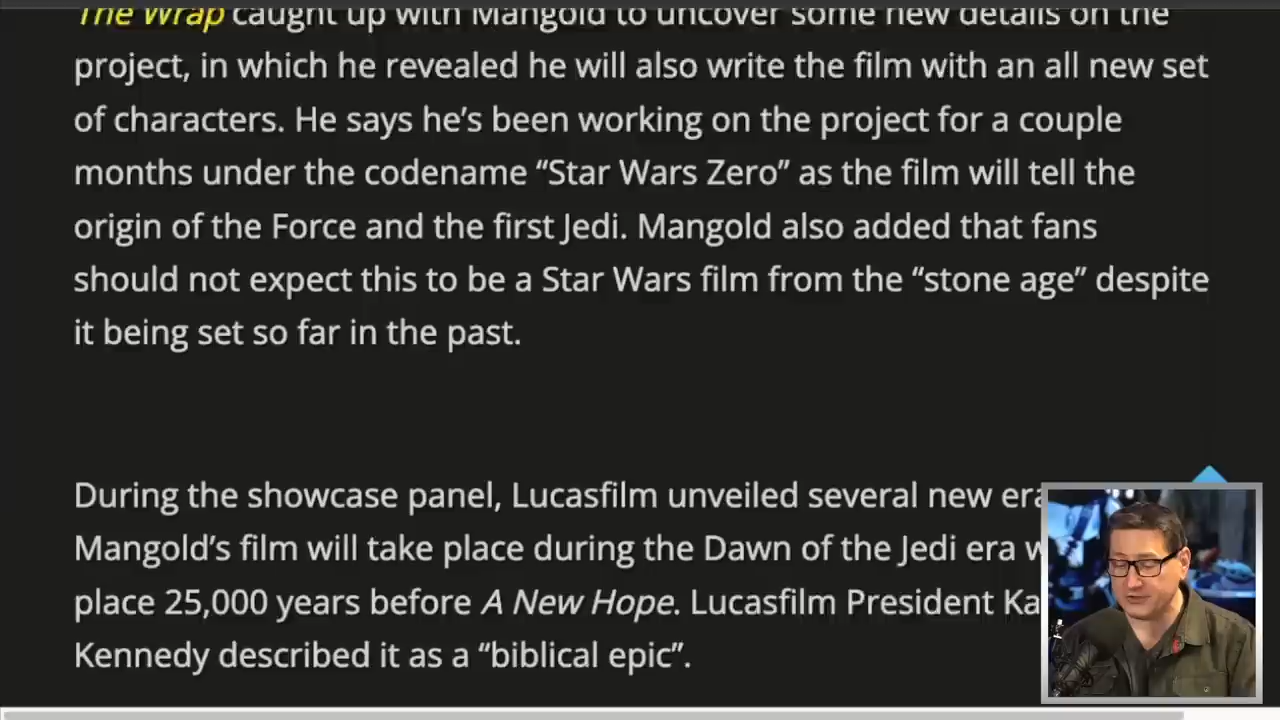 The Wrap caught up with Mangold to uncover some new details on the
project, in which he revealed he will also write the film with an all new set
of characters. He says he’s been working on the project for a couple
months under the codename “Star Wars Zero” as the film will tell the
origin of the Force and the first Jedi. Mangold also added that fans
should not expect this to be a Star Wars film from the “stone age” despite
it being set so far in the past.
During the showcase panel, Lucasfilm unveiled several new
Mangold’s film will take place during the Dawn of the Jedi era
place 25,000 years before A New Hope. Lucasfilm President
Kennedy described it as a “biblical epic”.